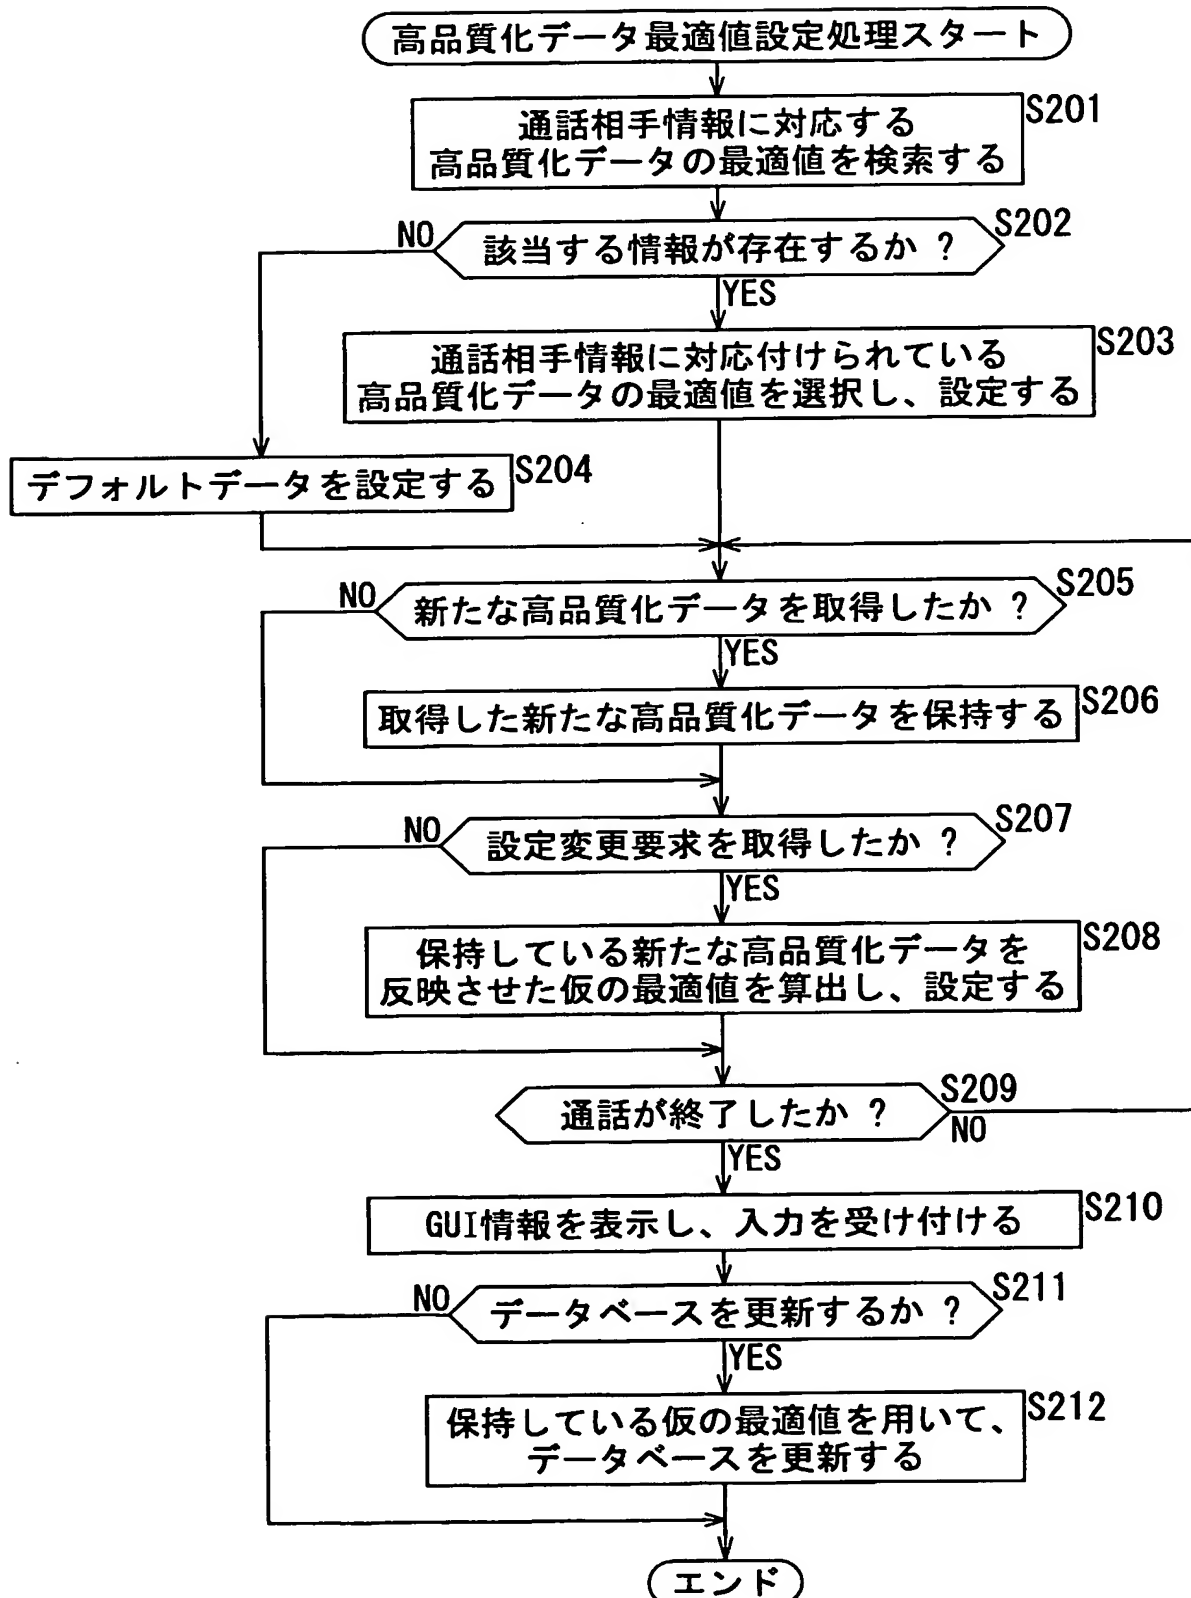 高品質化データ最適値設定処理スタート
S201
通話相手情報に対応する
高品質化データの最適値を検索する
S202
NO
該当する情報が存在するか ?
YES
S203
通話相手情報に対応付けられている
高品質化データの最適値を選択し、設定する
S204
デフォルトデータを設定する
S205
NO
新たな高品質化データを取得したか ?
YES
S206
取得した新たな高品質化データを保持する
S207
NO
設定変更要求を取得したか ?
YES
S208
保持している新たな高品質化データを
反映させた仮の最適値を算出し、設定する
S209
通話が終了したか ?
NO
YES
S210
GUI情報を表示し、入力を受け付ける
S211
NO
データベースを更新するか ?
YES
S212
保持している仮の最適値を用いて、
データベースを更新する
エンド